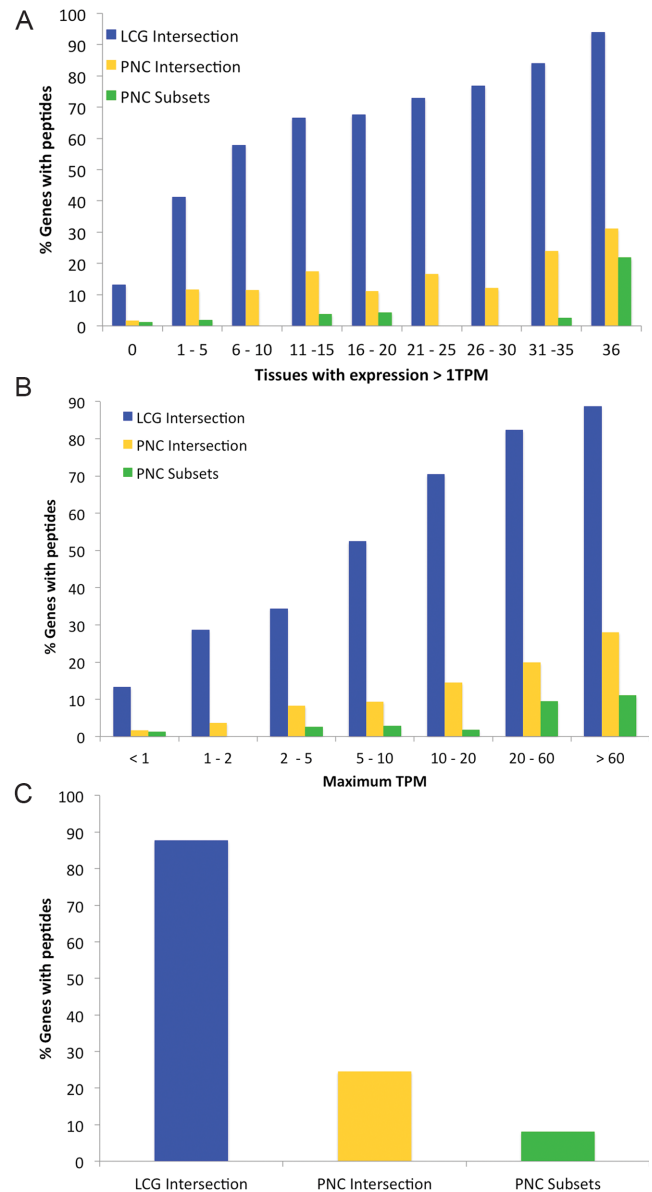 A
LCG Intersection
PNC Intersection
PNC Subsets
% Genes with peptides
100
90
80
70
60
50
40
30
20
10
0
0 1 - 5 6 - 10 11 -15 16 - 20 21 - 25 26 - 30 31 -35 36
Tissues with expression > 1TPM
B
LCG Intersection
PNC Intersection
PNC Subsets
% Genes with peptides
90
80
70
60
50
40
30
20
10
0
< 1 1 - 2 2 - 5 5 - 10 10 - 20 20 - 60 > 60
Maximum TPM
C
% Genes with peptides
100
90
80
70
60
50
40
30
20
10
0
LCG Intersection PNC Intersection PNC Subsets